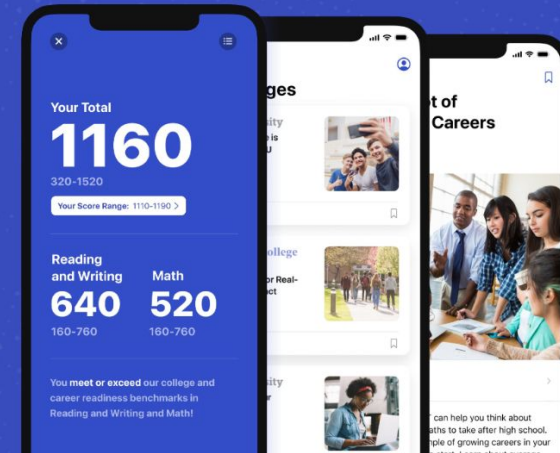 Your Total
1160
320-1520
Your Score Range: 1110-1190 >
Reading
and Writing
640
160-760
Math
520
160-760
You meet or exceed our college and
career readiness benchmarks in
Reading and Writing and Math!
ges
sity
e is
U
ollege
or Real-
ct
sity
r
t of
Careers
can help you think about
aths to take after high school.
mple of growing careers in your